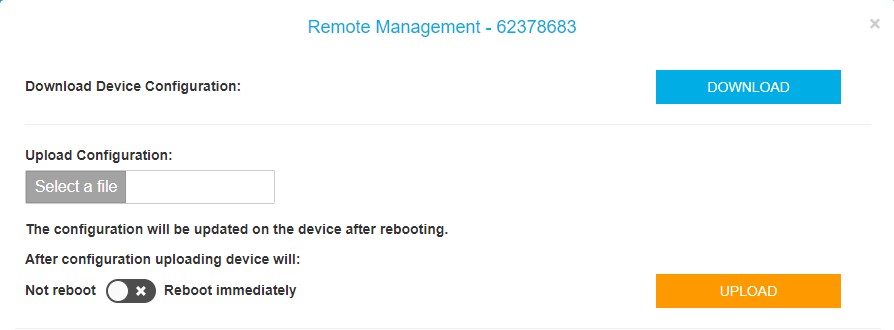 Remote Management - 62378683
×
Download Device Configuration:
DOWNLOAD
Upload Configuration:
Select a file
The configuration will be updated on the device after rebooting.
After configuration uploading device will:
Not reboot
Reboot immediately
UPLOAD